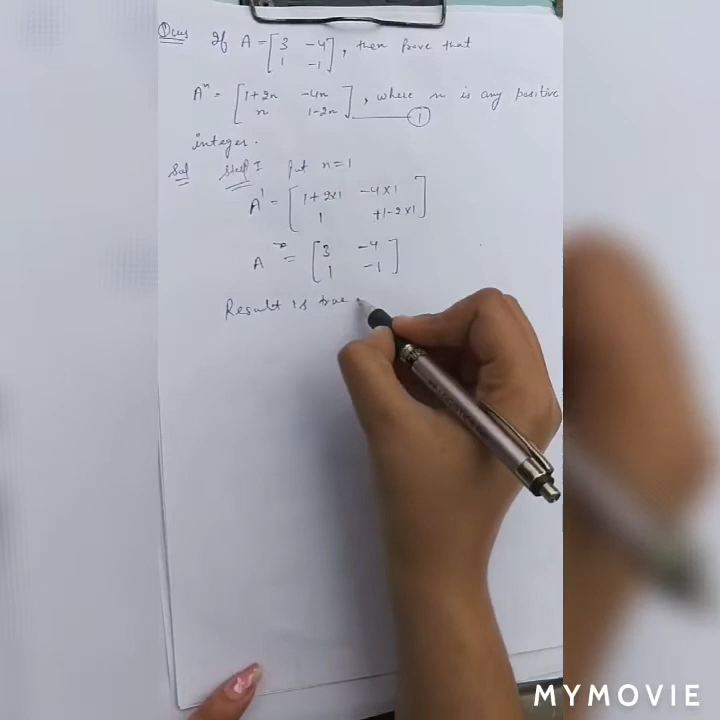 Ques If A = [3 -4], then Prove that
1 -1
Aⁿ = [1+2n -4n], where n is any positive
n 1-2n ①
integer.
Sol Step I Put n=1
A¹ = [1+2×1 -4×1]
1 +1-2×1
A = [3 -4]
1 -1
Result is true
MYMOVIE